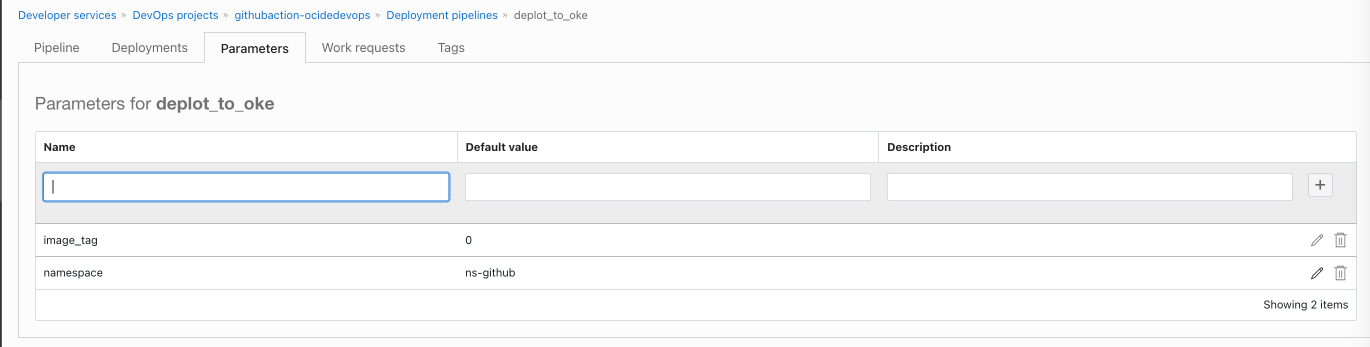 Developer services » DevOps projects » githubaction-ocidedevops » Deployment pipelines » deplot_to_oke
Pipeline Deployments Parameters Work requests Tags
Parameters for deplot_to_oke
Name Default value Description
image_tag 0
namespace ns-github
Showing 2 items